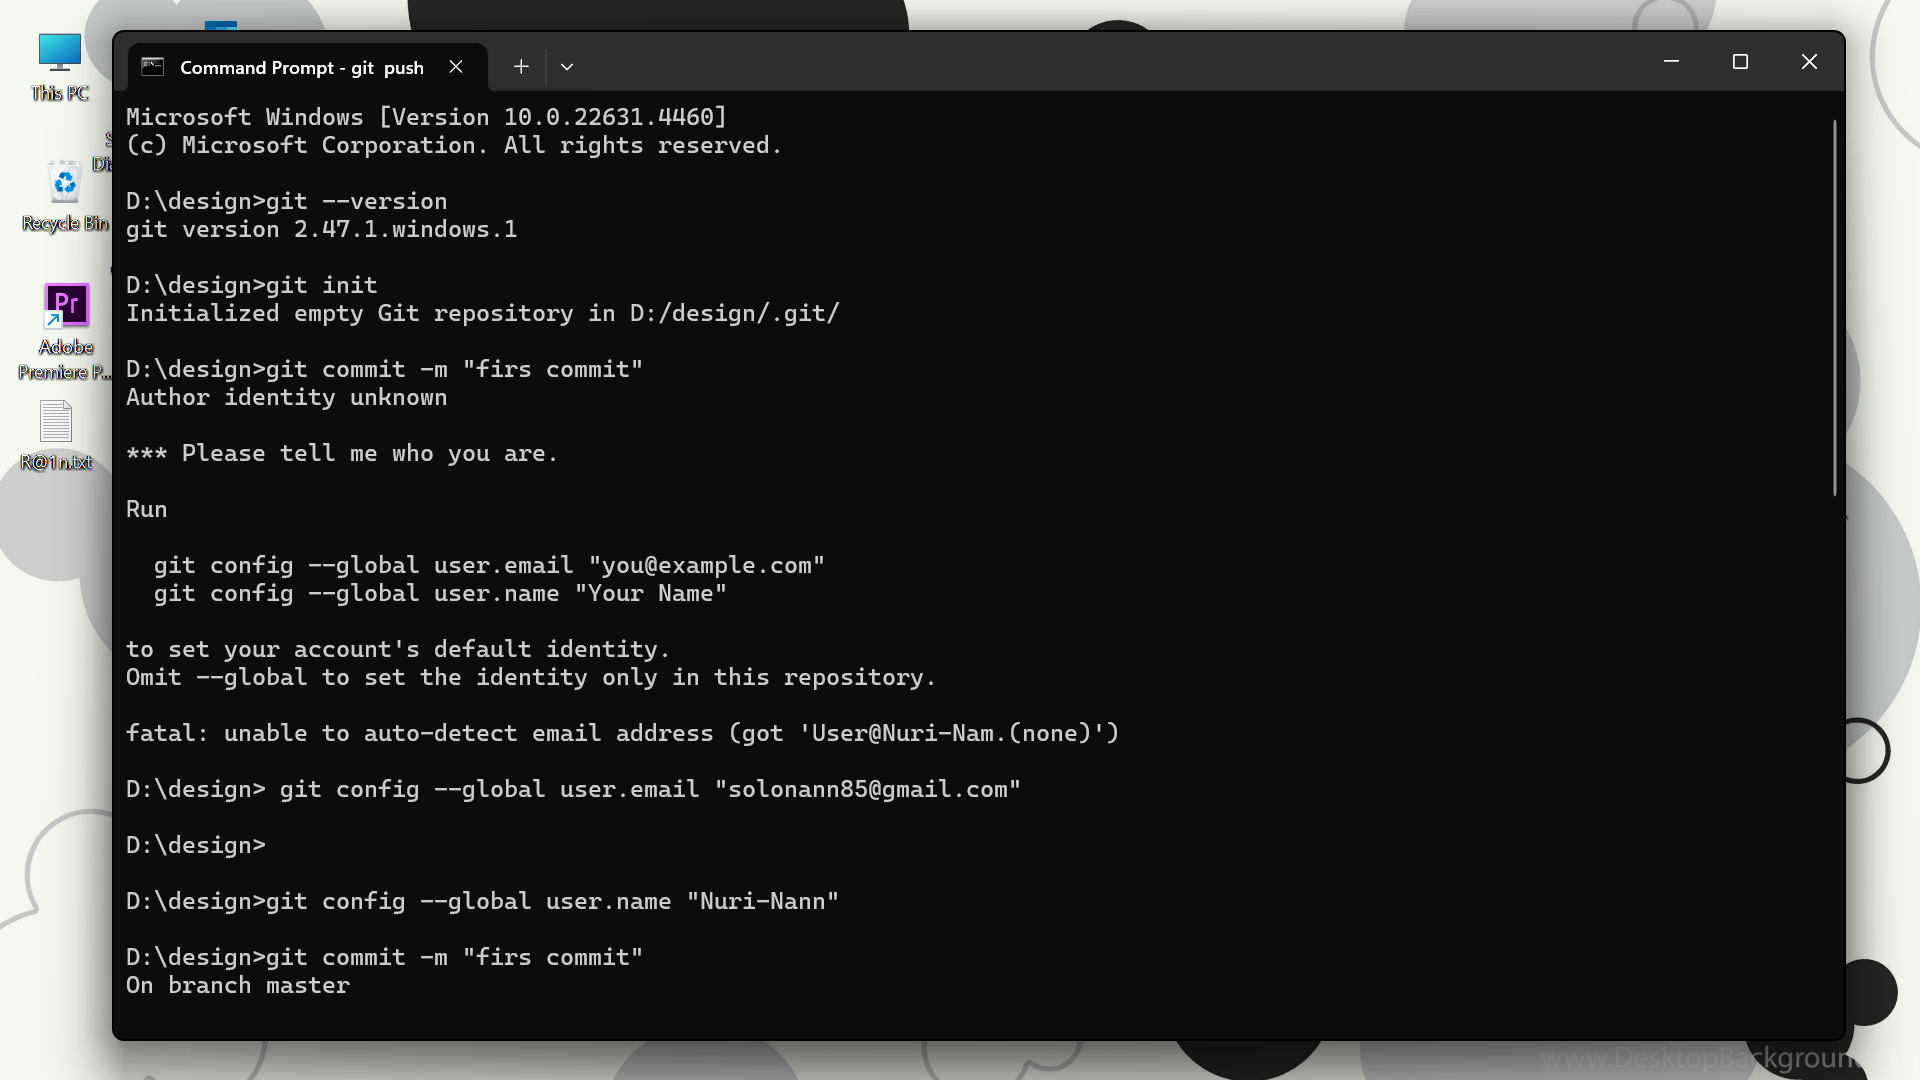 This PC
Recycle Bin
Pr
Adobe
Premiere P...
R@1n.txt
Command Prompt - git  push
Microsoft Windows [Version 10.0.22631.4460]
(c) Microsoft Corporation. All rights reserved.
D:\design>git --version
git version 2.47.1.windows.1
D:\design>git init
Initialized empty Git repository in D:/design/.git/
D:\design>git commit -m "firs commit"
Author identity unknown
*** Please tell me who you are.
Run
  git config --global user.email "you@example.com"
  git config --global user.name "Your Name"
to set your account's default identity.
Omit --global to set the identity only in this repository.
fatal: unable to auto-detect email address (got 'User@Nuri-Nam.(none)')
D:\design> git config --global user.email "solonann85@gmail.com"
D:\design>
D:\design>git config --global user.name "Nuri-Nann"
D:\design>git commit -m "firs commit"
On branch master
www.DesktopBackground